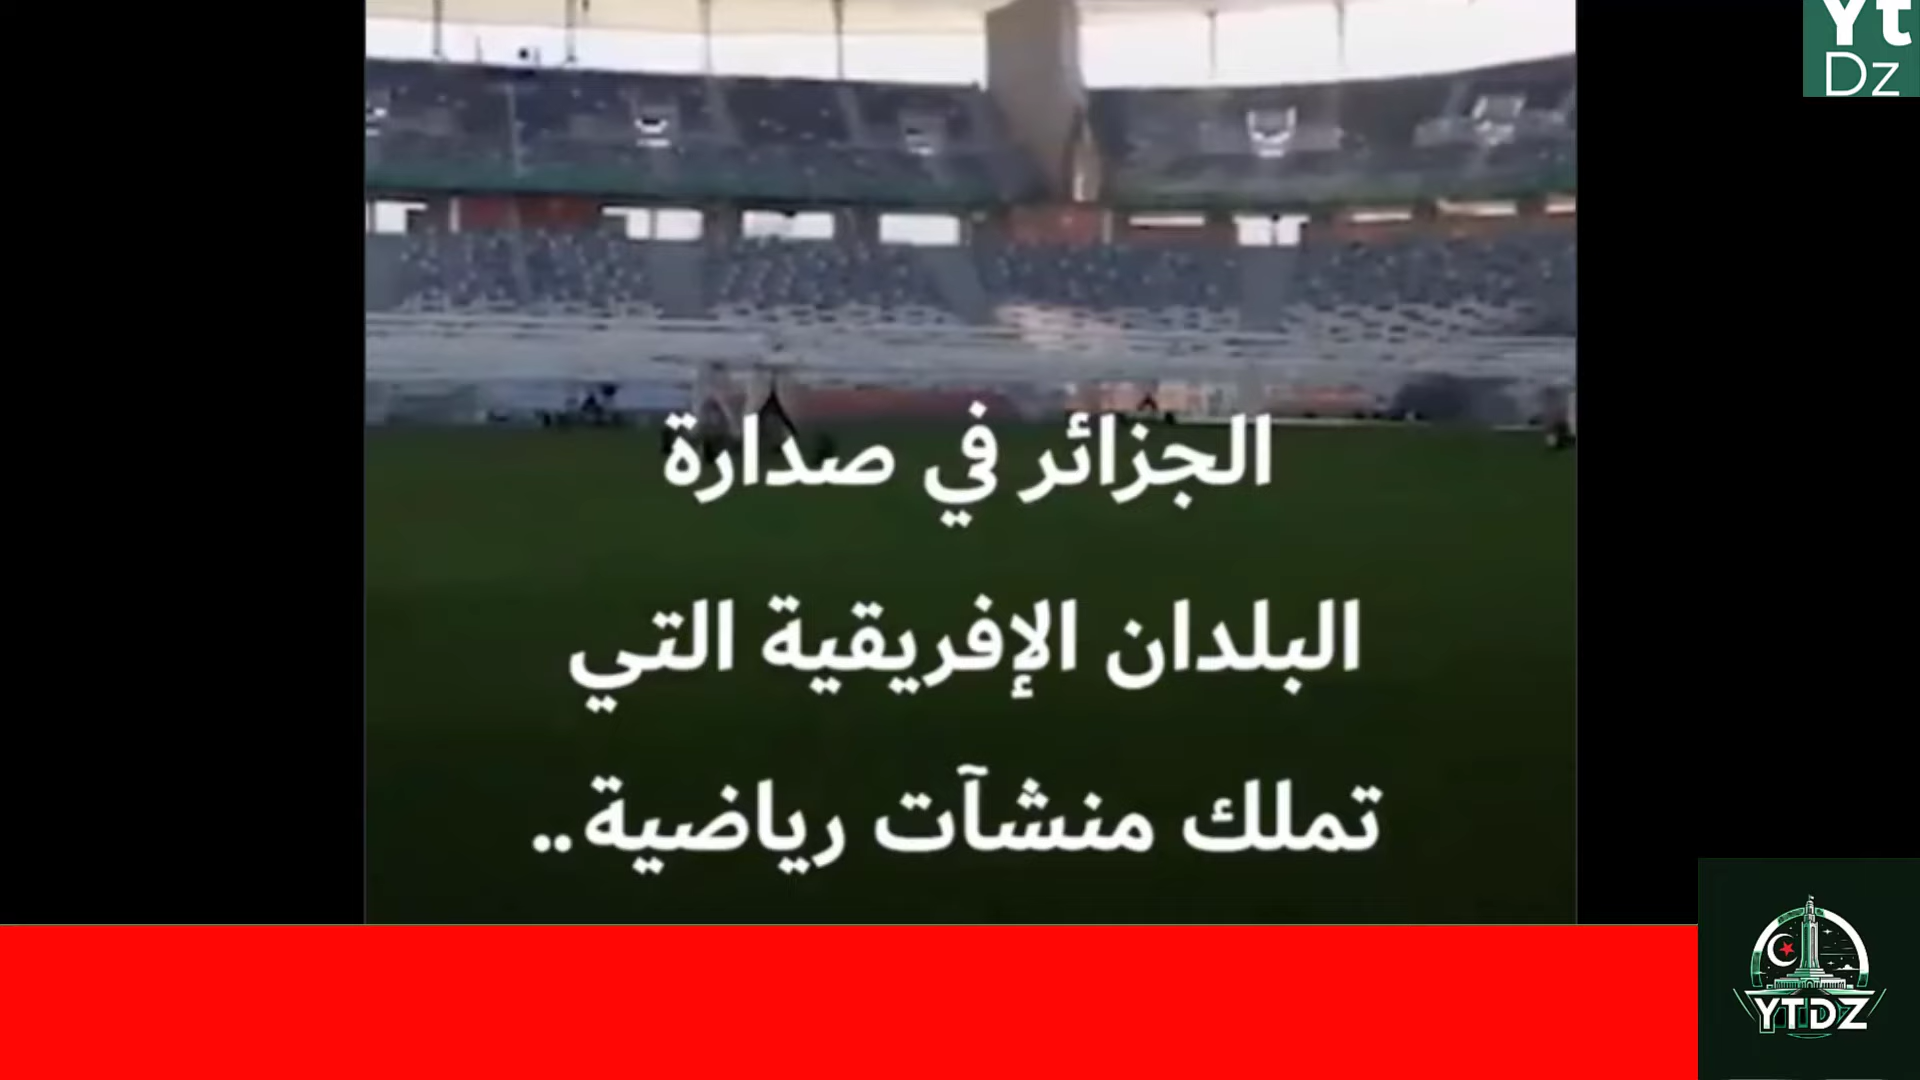 Yt
Dz
الجزائر في صدارة
البلدان الإفريقية التي
تملك منشآت رياضية..
YTDZ